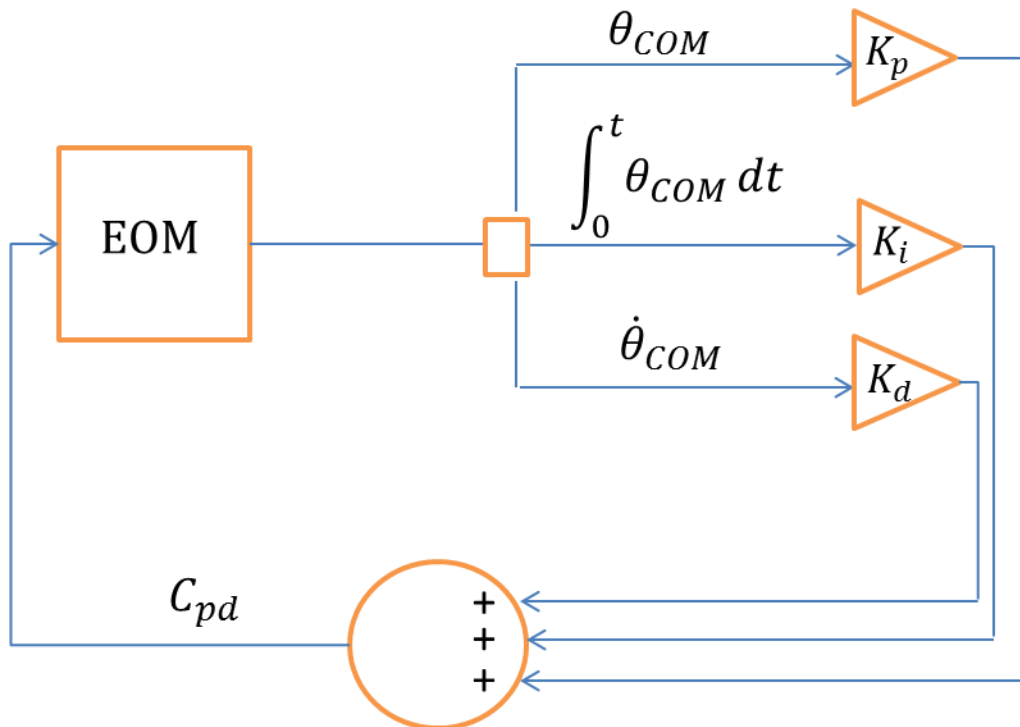 θ_COM
K_p
∫_0^t θ_COM dt
EOM
K_i
θ̇_COM
K_d
C_pd
+
+
+